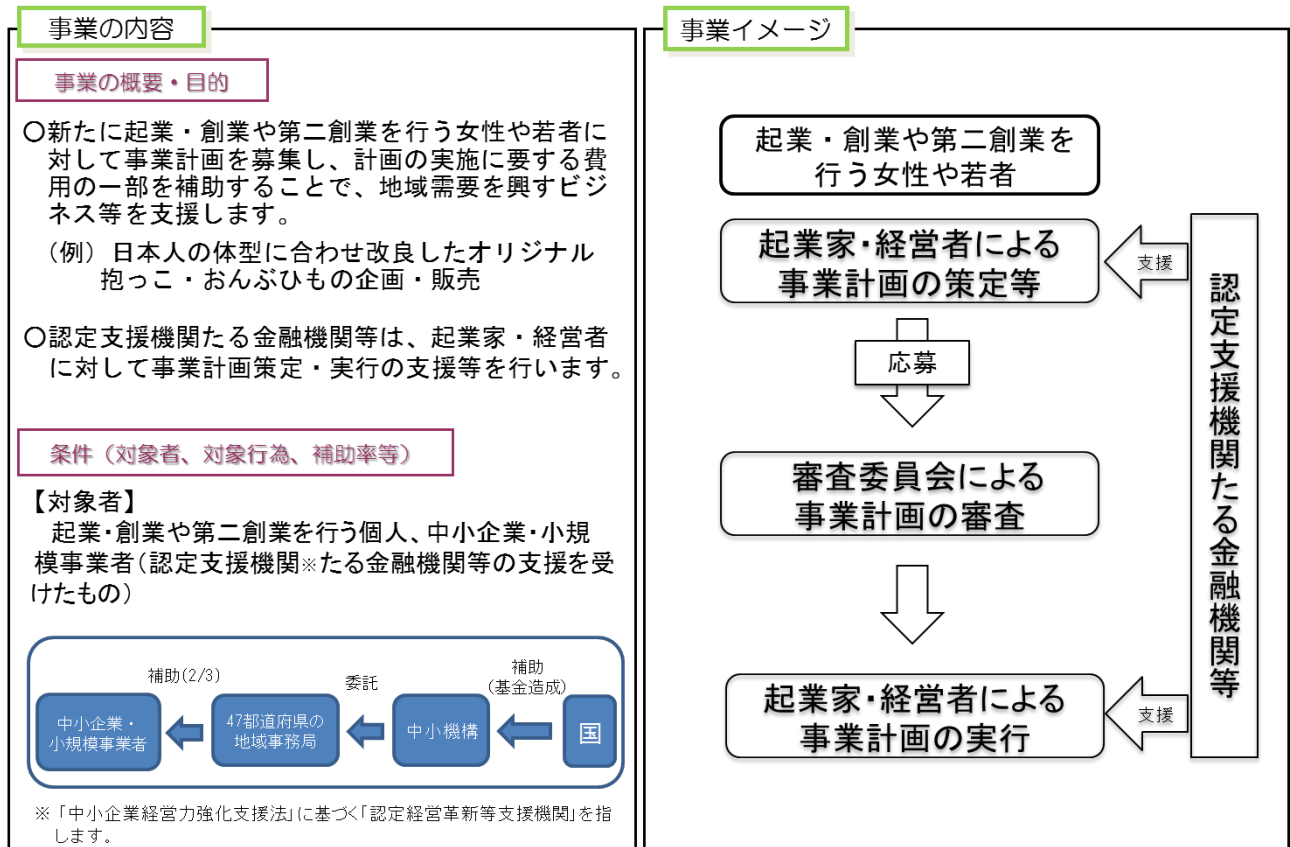 事業の内容
事業の概要・目的
〇新たに起業・創業や第二創業を行う女性や若者に
対して事業計画を募集し、計画の実施に要する費
用の一部を補助することで、地域需要を興すビジ
ネス等を支援します。
（例）日本人の体型に合わせ改良したオリジナル
抱っこ・おんぶひもの企画・販売
〇認定支援機関たる金融機関等は、起業家・経営者
に対して事業計画策定・実行の支援等を行います。
条件（対象者、対象行為、補助率等）
【対象者】
起業・創業や第二創業を行う個人、中小企業・小規
模事業者（認定支援機関※たる金融機関等の支援を受
けたもの）
補助(2/3)
委託
補助
(基金造成)
中小企業・
小規模事業者
47都道府県の
地域事務局
中小機構
国
※「中小企業経営力強化支援法」に基づく「認定経営革新等支援機関」を指
します。
事業イメージ
起業・創業や第二創業を
行う女性や若者
起業家・経営者による
事業計画の策定等
支援
応募
審査委員会による
事業計画の審査
起業家・経営者による
事業計画の実行
支援
認定支援機関たる金融機関等